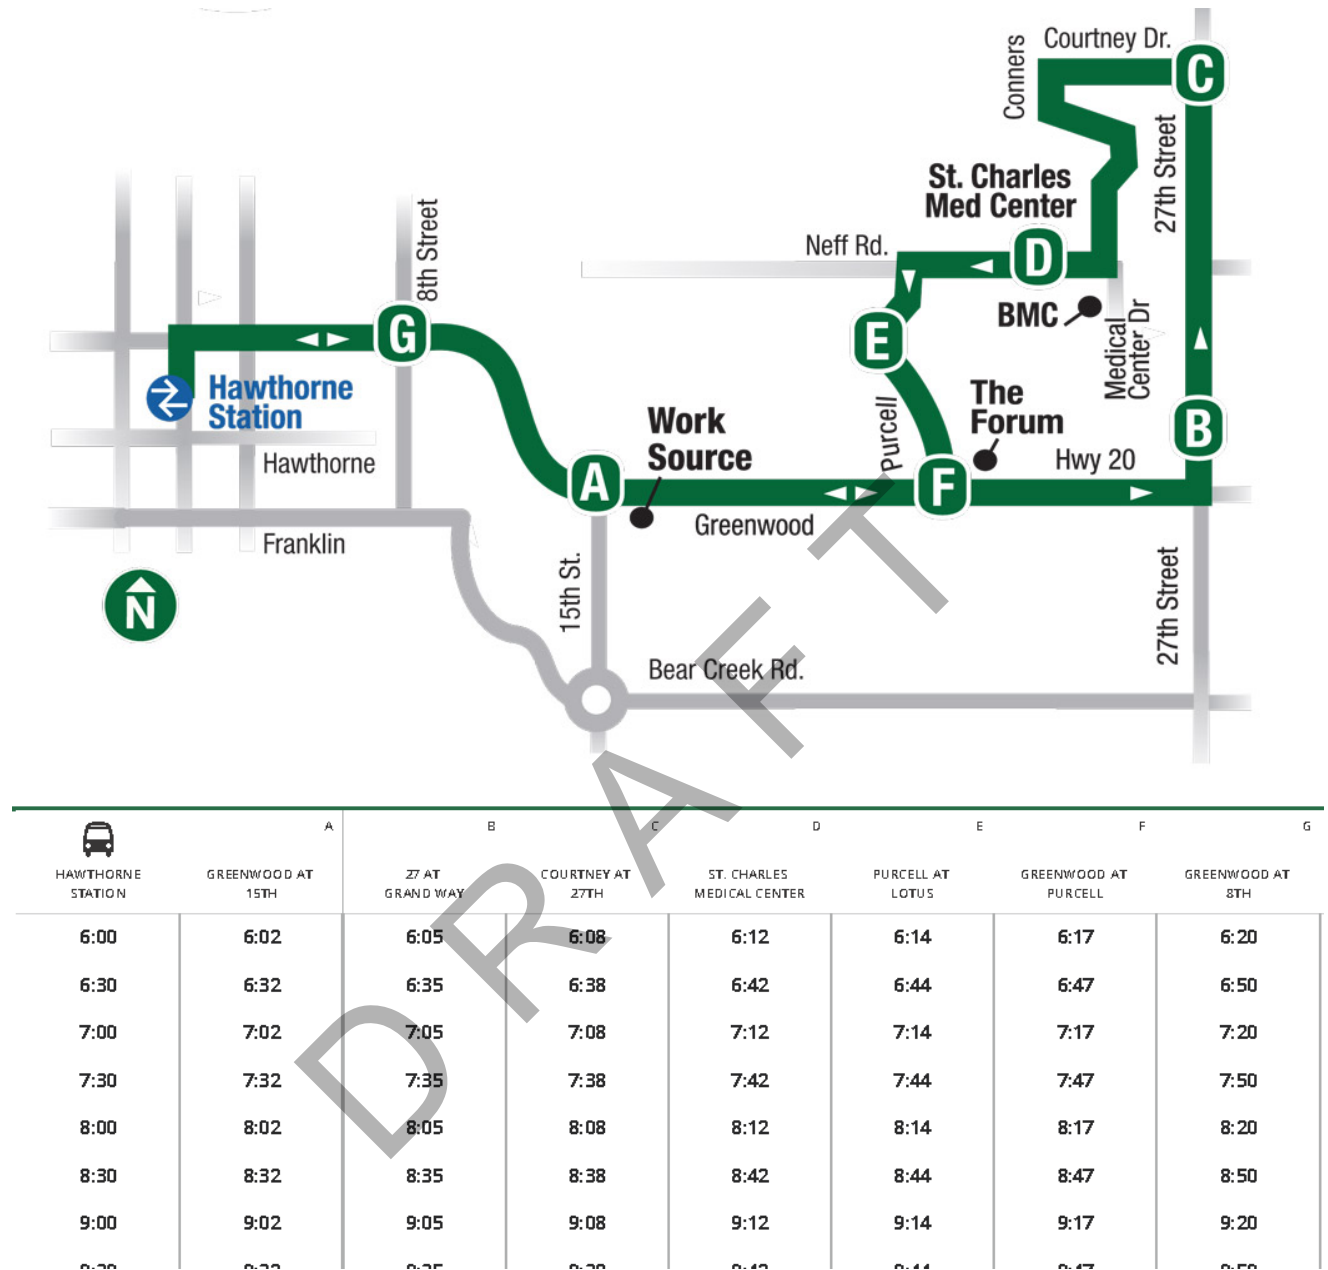 Courtney Dr.
C
Conners
27th Street
St. Charles
Med Center
8th Street
Neff Rd.
D
BMC
Medical
Center Dr
G
E
Hawthorne
Station
The
Forum
B
Work
Source
Purcell
Hwy 20
Hawthorne
A
F
Greenwood
Franklin
15th St.
27th Street
N
Bear Creek Rd.
DRAFT
A B C D E F G
HAWTHORNE STATION
GREENWOOD AT 15TH
27 AT GRAND WAY
COURTNEY AT 27TH
ST. CHARLES MEDICAL CENTER
PURCELL AT LOTUS
GREENWOOD AT PURCELL
GREENWOOD AT 8TH
6:00 6:02 6:05 6:08 6:12 6:14 6:17 6:20
6:30 6:32 6:35 6:38 6:42 6:44 6:47 6:50
7:00 7:02 7:05 7:08 7:12 7:14 7:17 7:20
7:30 7:32 7:35 7:38 7:42 7:44 7:47 7:50
8:00 8:02 8:05 8:08 8:12 8:14 8:17 8:20
8:30 8:32 8:35 8:38 8:42 8:44 8:47 8:50
9:00 9:02 9:05 9:08 9:12 9:14 9:17 9:20